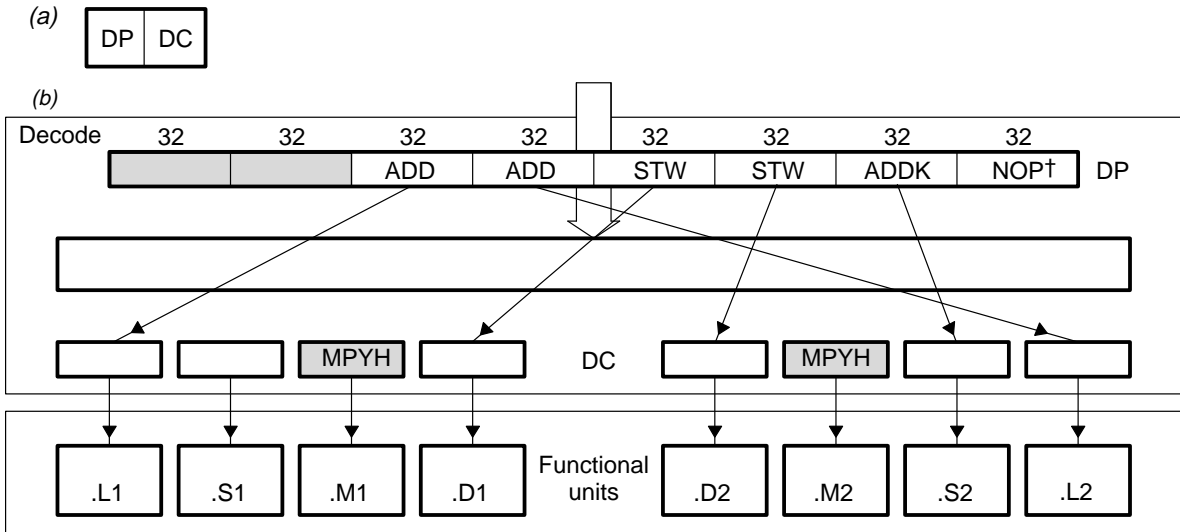 (a)
DP DC
(b)
Decode 32 32 32 32 32 32 32 32
ADD ADD STW STW ADDK NOP† DP
MPYH DC MPYH
.L1 .S1 .M1 .D1 Functional units .D2 .M2 .S2 .L2